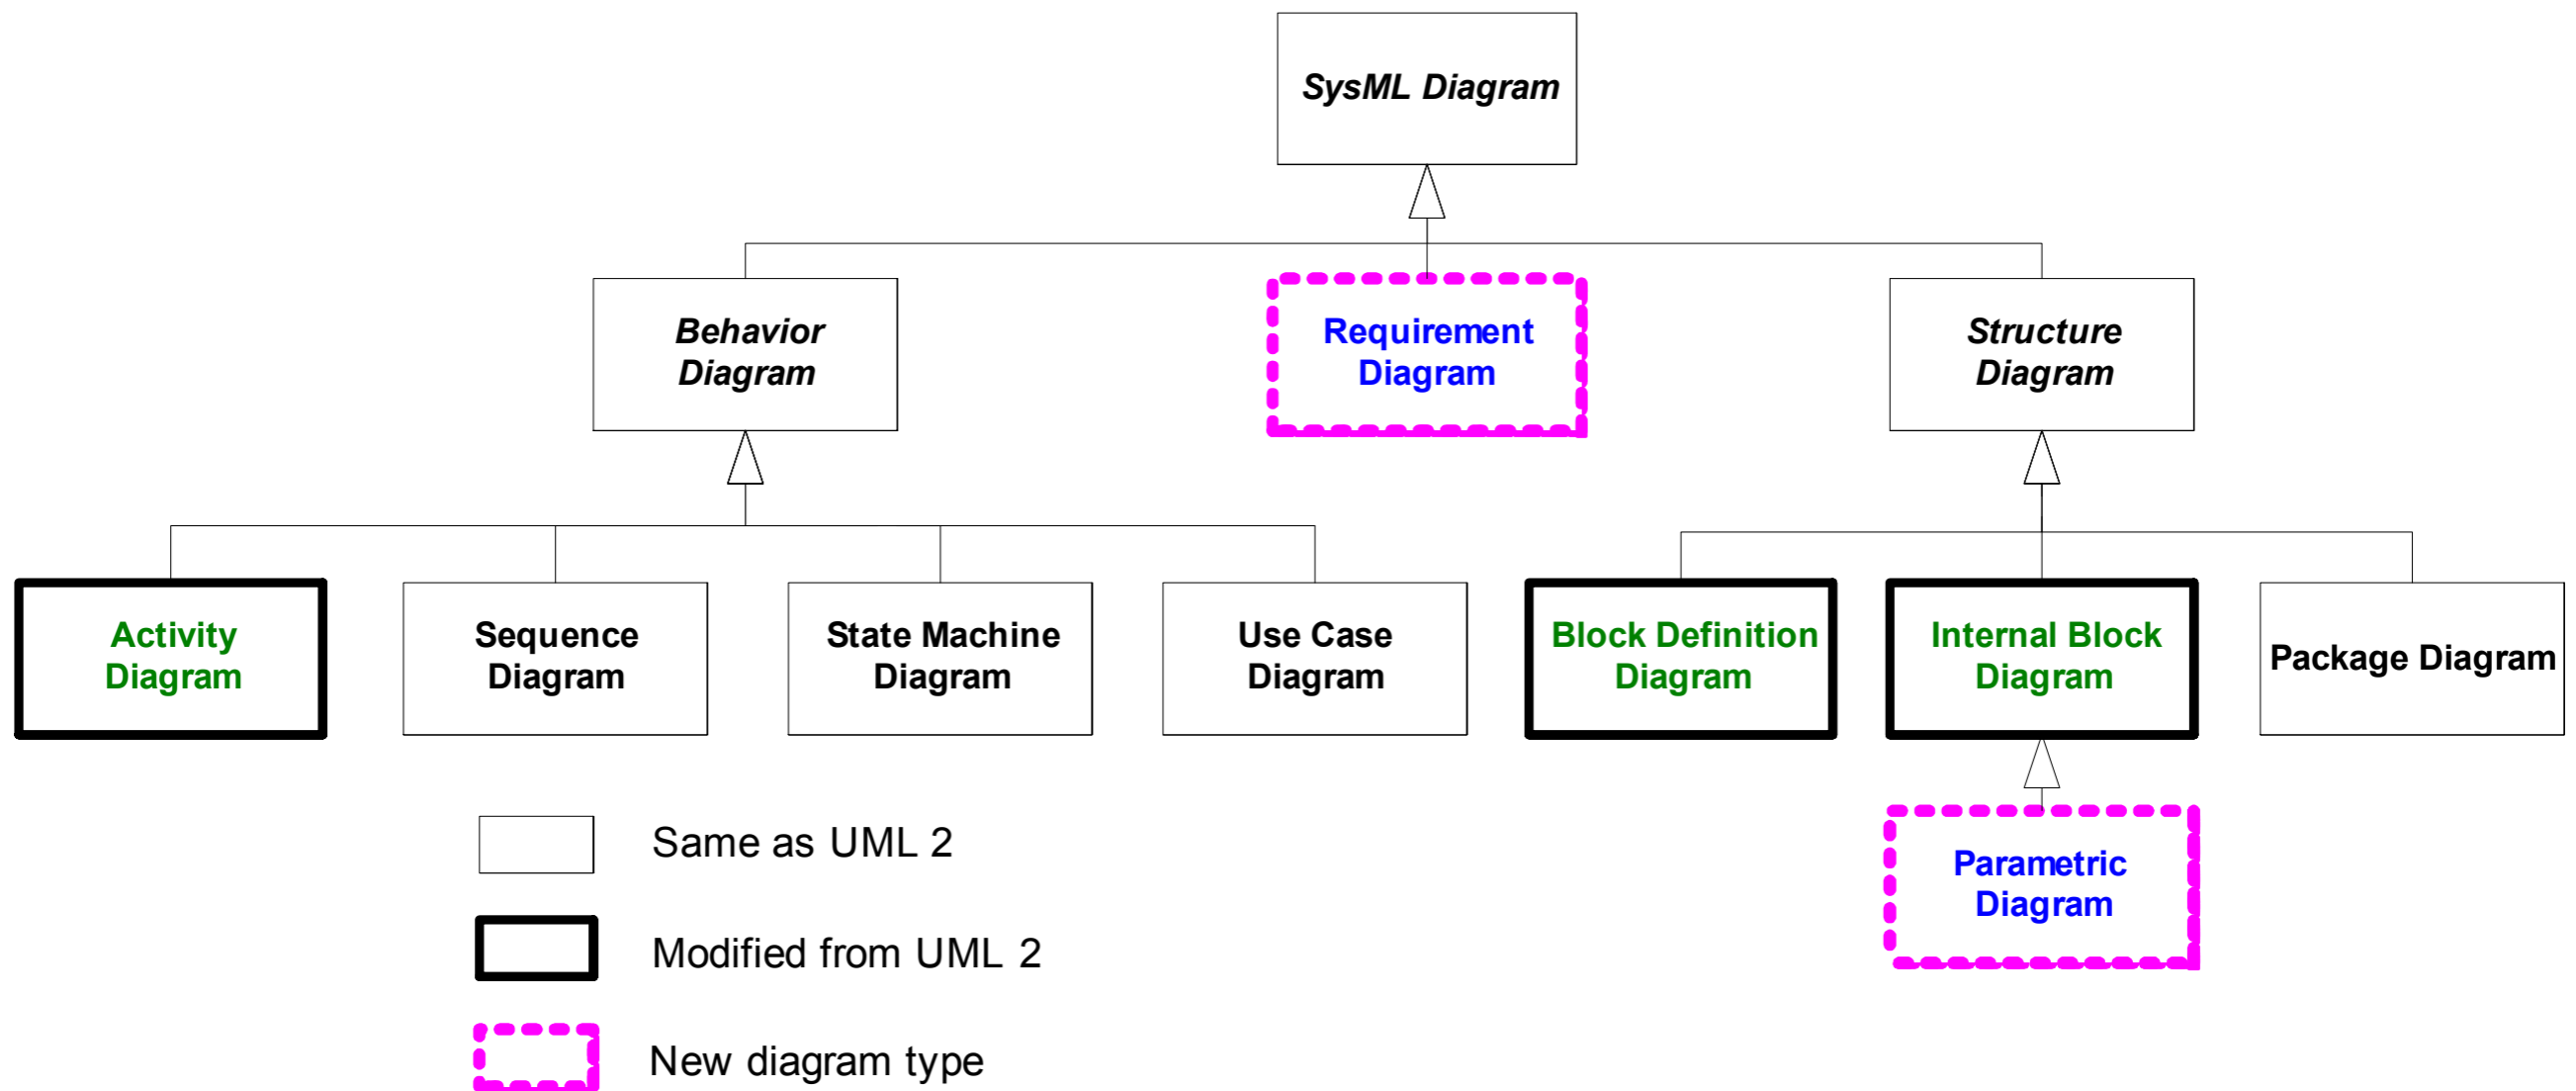 SysML Diagram
Behavior
Diagram
Requirement
Diagram
Structure
Diagram
Activity
Diagram
Sequence
Diagram
State Machine
Diagram
Use Case
Diagram
Block Definition
Diagram
Internal Block
Diagram
Package Diagram
Parametric
Diagram
Same as UML 2
Modified from UML 2
New diagram type